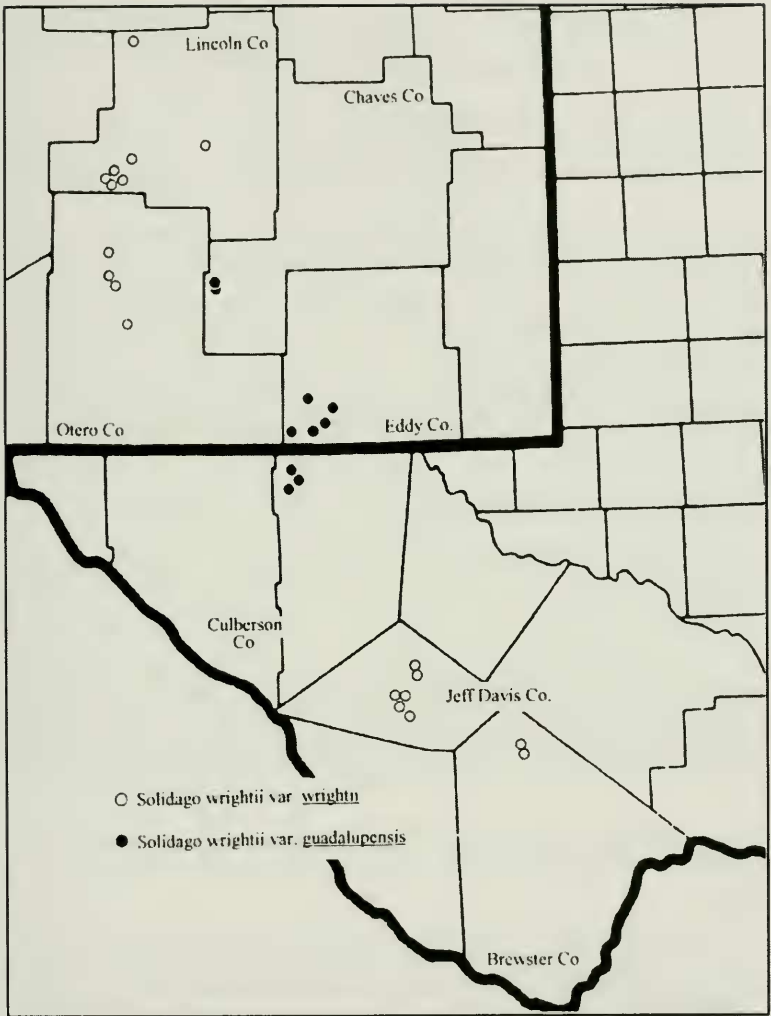 Lincoln Co
Chaves Co
Otero Co
Eddy Co.
Culberson
Co
Jeff Davis Co.
Solidago wrightii var wrightii
Solidago wrightii var. guadalupensis
Brewster Co